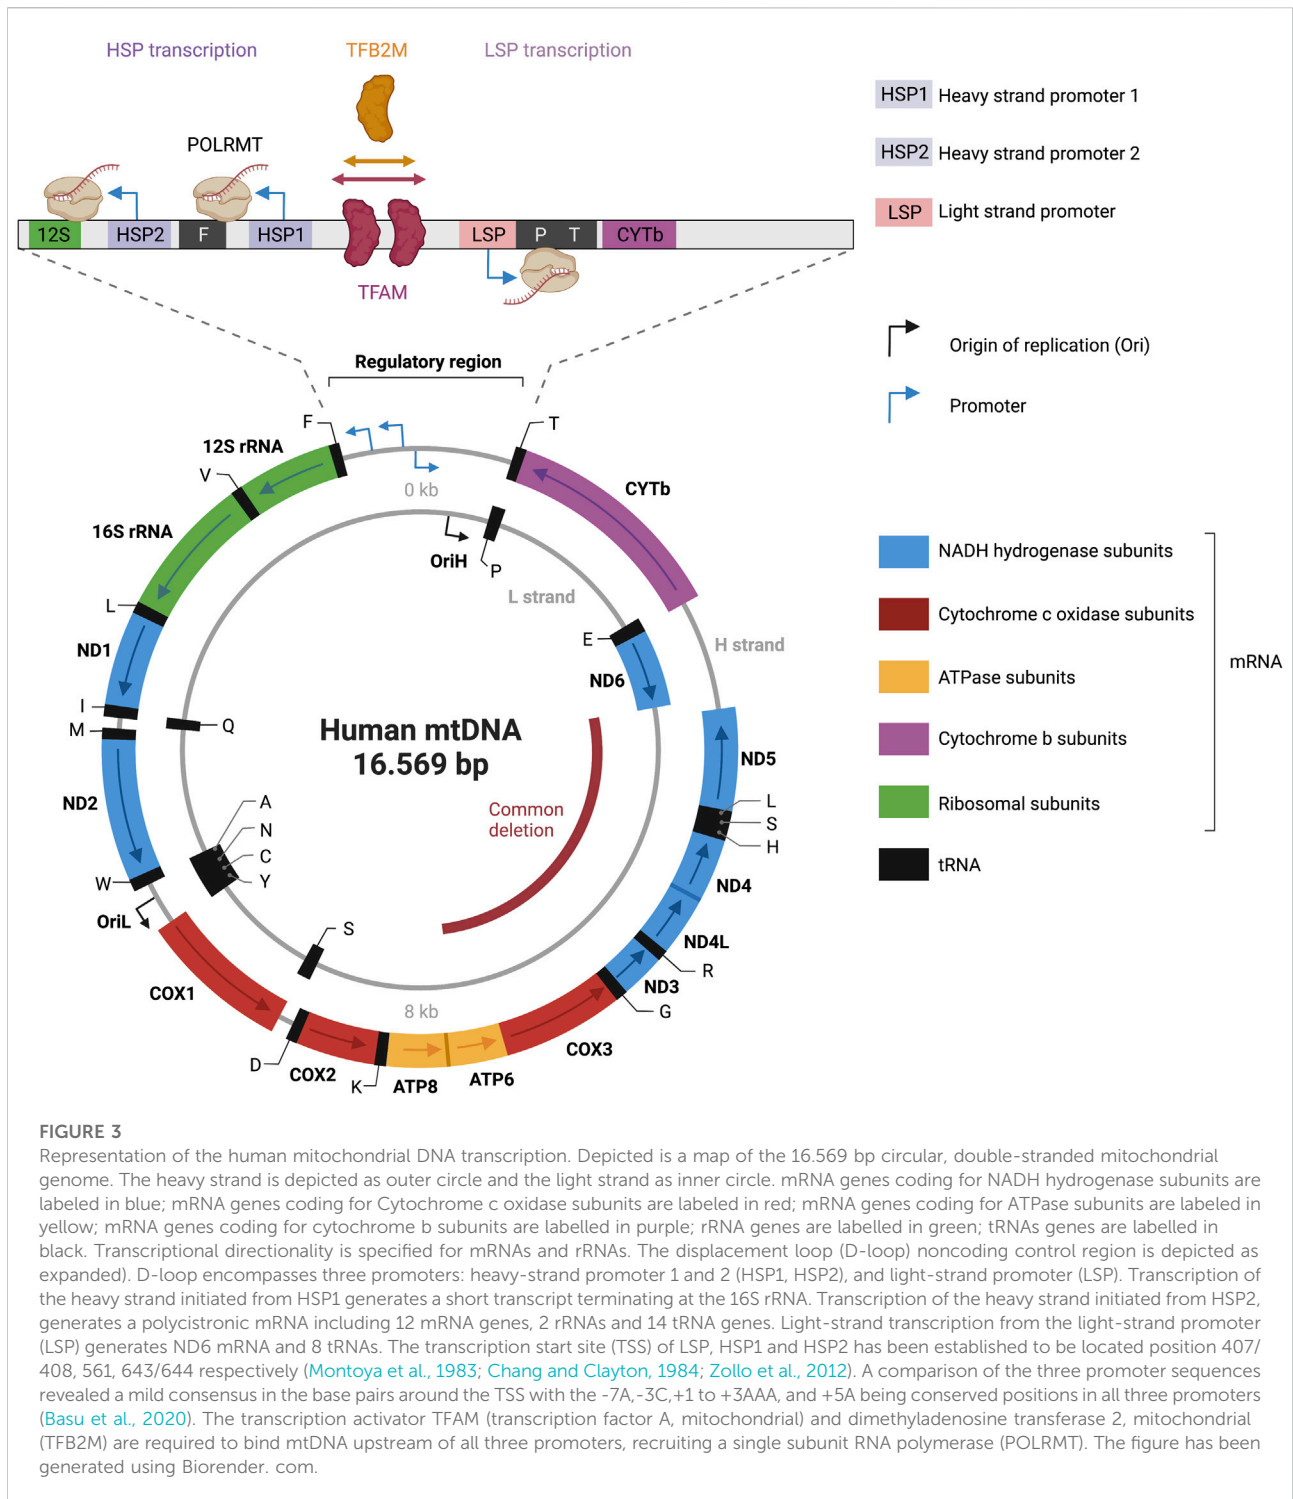 HSP transcription
TFB2M
LSP transcription
POLRMT
12S
HSP2
F
HSP1
LSP
P
T
CYTb
TFAM
HSP1 Heavy strand promoter 1
HSP2 Heavy strand promoter 2
LSP Light strand promoter
Origin of replication (Ori)
Promoter
NADH hydrogenase subunits
Cytochrome c oxidase subunits
ATPase subunits
Cytochrome b subunits
Ribosomal subunits
mRNA
tRNA
Regulatory region
F
T
12S rRNA
V
0 kb
CYTb
16S rRNA
OriH
P
L strand
L
E
H strand
ND1
ND6
I
M
Q
Human mtDNA
16.569 bp
ND5
ND2
Common
deletion
A
N
C
Y
L
S
H
W
ND4
OriL
S
ND4L
R
COX1
ND3
G
8 kb
D
COX2
K
ATP8
ATP6
COX3
FIGURE 3
Representation of the human mitochondrial DNA transcription. Depicted is a map of the 16.569 bp circular, double-stranded mitochondrial
genome. The heavy strand is depicted as outer circle and the light strand as inner circle. mRNA genes coding for NADH hydrogenase subunits are
labeled in blue; mRNA genes coding for Cytochrome c oxidase subunits are labeled in red; mRNA genes coding for ATPase subunits are labeled in
yellow; mRNA genes coding for cytochrome b subunits are labelled in purple; rRNA genes are labelled in green; tRNAs genes are labelled in
black. Transcriptional directionality is specified for mRNAs and rRNAs. The displacement loop (D-loop) noncoding control region is depicted as
expanded). D-loop encompasses three promoters: heavy-strand promoter 1 and 2 (HSP1, HSP2), and light-strand promoter (LSP). Transcription of
the heavy strand initiated from HSP1 generates a short transcript terminating at the 16S rRNA. Transcription of the heavy strand initiated from HSP2,
generates a polycistronic mRNA including 12 mRNA genes, 2 rRNAs and 14 tRNA genes. Light-strand transcription from the light-strand promoter
(LSP) generates ND6 mRNA and 8 tRNAs. The transcription start site (TSS) of LSP, HSP1 and HSP2 has been established to be located position 407/
408, 561, 643/644 respectively (Montoya et al., 1983; Chang and Clayton, 1984; Zollo et al., 2012). A comparison of the three promoter sequences
revealed a mild consensus in the base pairs around the TSS with the -7A,-3C,+1 to +3AAA, and +5A being conserved positions in all three promoters
(Basu et al., 2020). The transcription activator TFAM (transcription factor A, mitochondrial) and dimethyladenosine transferase 2, mitochondrial
(TFB2M) are required to bind mtDNA upstream of all three promoters, recruiting a single subunit RNA polymerase (POLRMT). The figure has been
generated using Biorender. com.